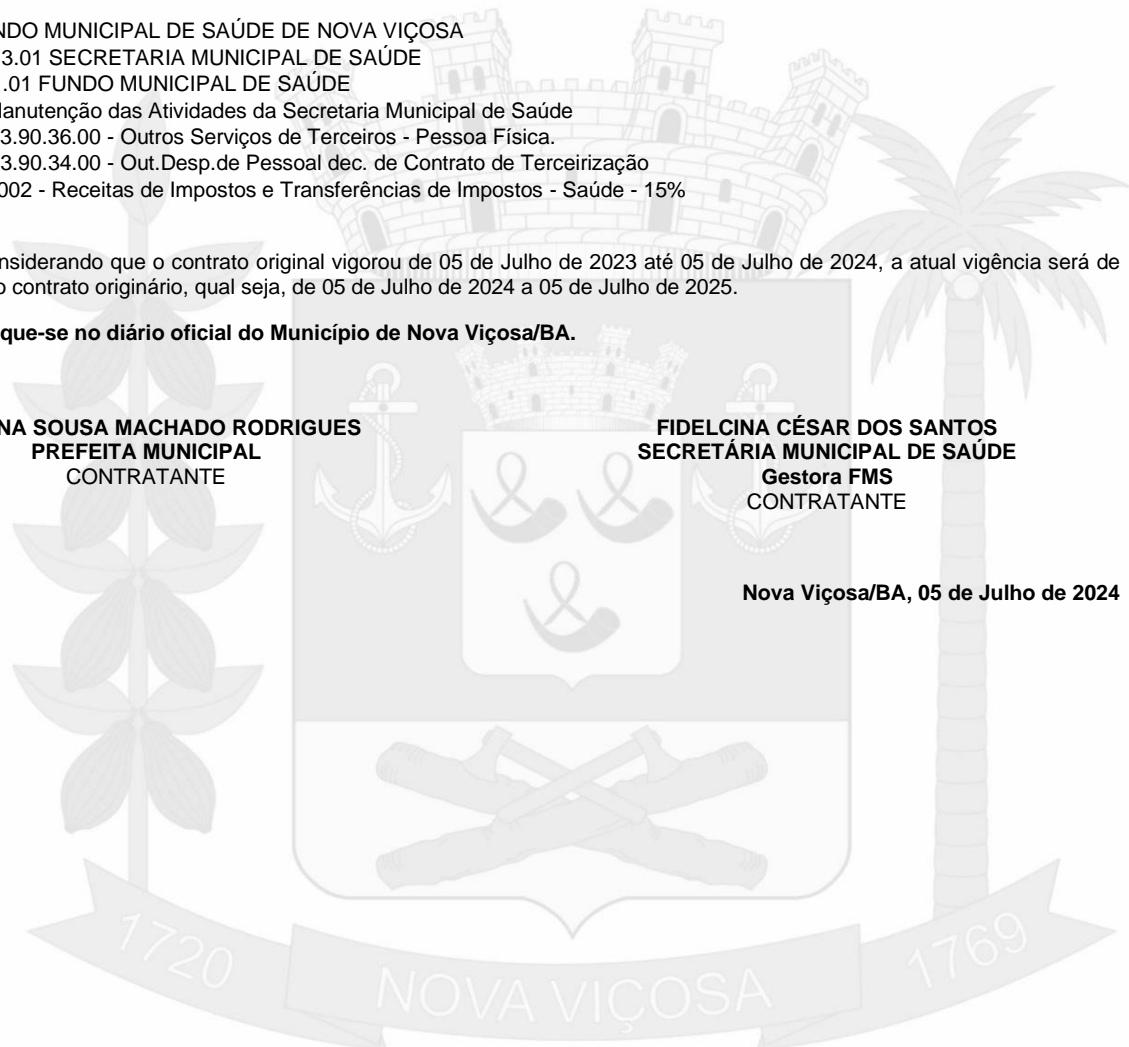 NDO MUNICIPAL DE SAÚDE DE NOVA VIÇOSA
3.01 SECRETARIA MUNICIPAL DE SAÚDE
.01 FUNDO MUNICIPAL DE SAÚDE
anutenção das Atividades da Secretaria Municipal de Saúde
3.90.36.00 - Outros Serviços de Terceiros - Pessoa Física.
3.90.34.00 - Out.Desp.de Pessoal dec. de Contrato de Terceirização
002 - Receitas de Impostos e Transferências de Impostos - Saúde - 15%
nsiderando que o contrato original vigorou de 05 de Julho de 2023 até 05 de Julho de 2024, a atual vigência será de
o contrato originário, qual seja, de 05 de Julho de 2024 a 05 de Julho de 2025.
que-se no diário oficial do Município de Nova Viçosa/BA.
NA SOUSA MACHADO RODRIGUES
PREFEITA MUNICIPAL
CONTRATANTE
FIDELCINA CÉSAR DOS SANTOS
SECRETÁRIA MUNICIPAL DE SAÚDE
Gestora FMS
CONTRATANTE
Nova Viçosa/BA, 05 de Julho de 2024
1720 NOVA VIÇOSA 1769